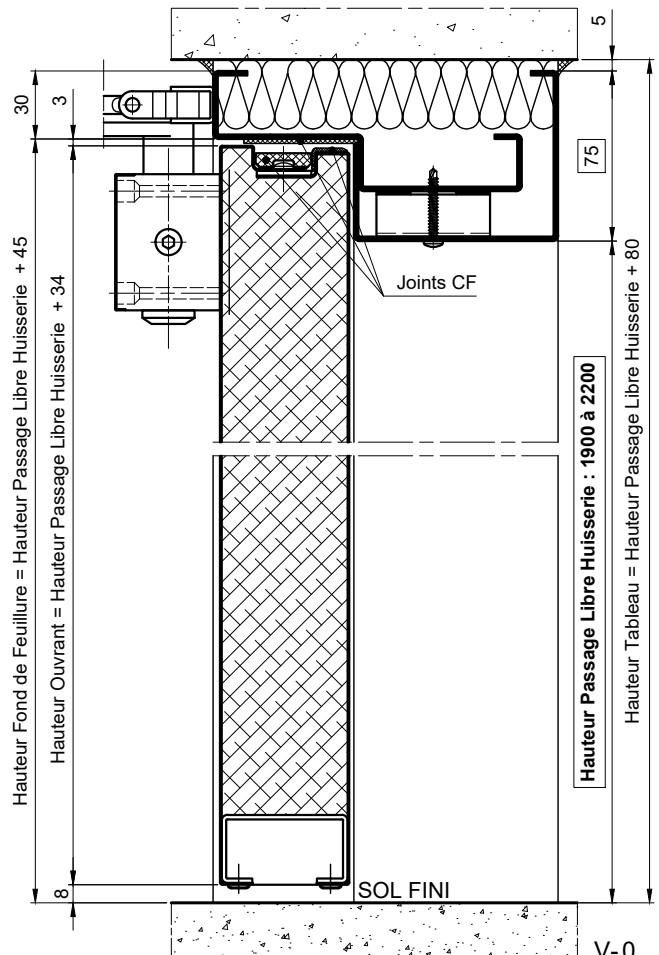 5
30
3
75
Joints CF
Hauteur Fond de Feuillure = Hauteur Passage Libre Huisserie + 45
Hauteur Ouvrant = Hauteur Passage Libre Huisserie + 34
Hauteur Passage Libre Huisserie : 1900 à 2200
Hauteur Tableau = Hauteur Passage Libre Huisserie + 80
8
SOL FINI
V-0